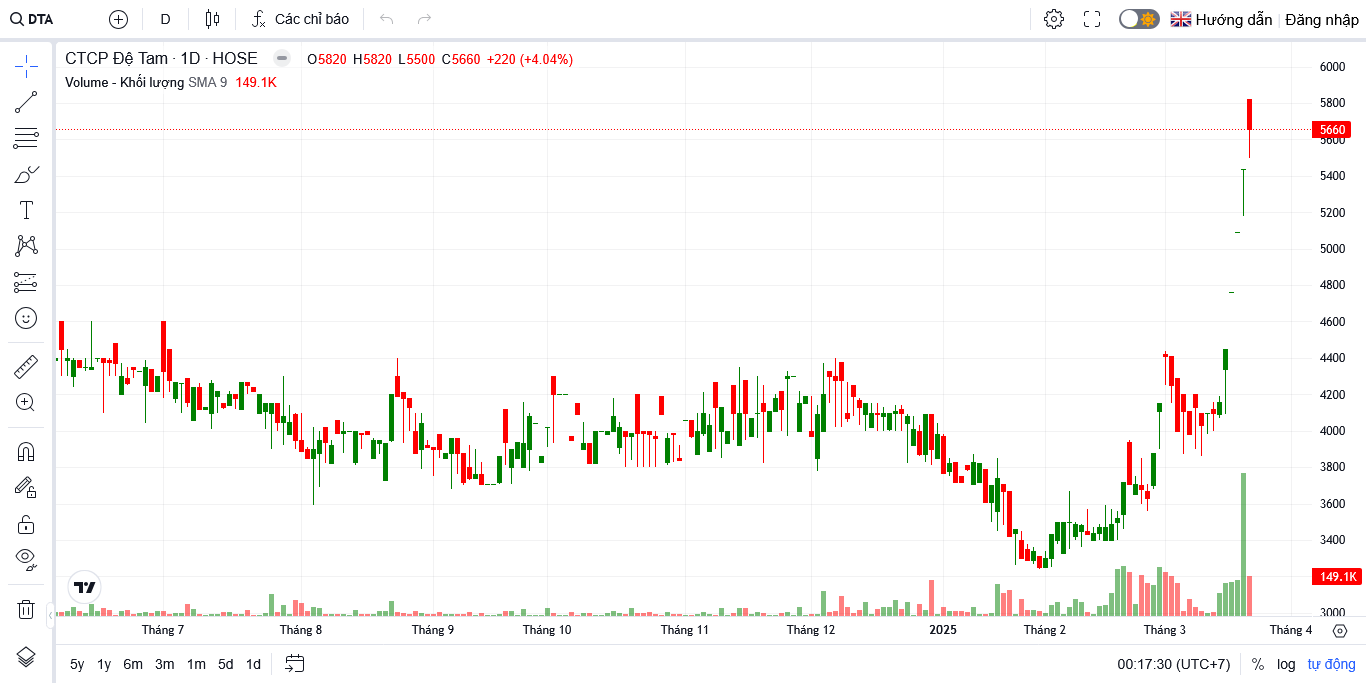 DTA D Các chỉ báo Hướng dẫn Đăng nhập
CTCP Đệ Tam · 1D · HOSE O5820 H5820 L5500 C5660 +220 (+4.04%)
Volume - Khối lượng SMA 9 149.1K
6000
5800
5660
5600
5400
5200
5000
4800
4600
4400
4200
4000
3800
3600
3400
149.1K
3000
Tháng 7 Tháng 8 Tháng 9 Tháng 10 Tháng 11 Tháng 12 2025 Tháng 2 Tháng 3 Tháng 4
5y 1y 6m 3m 1m 5d 1d 00:17:30 (UTC+7) % log tự động